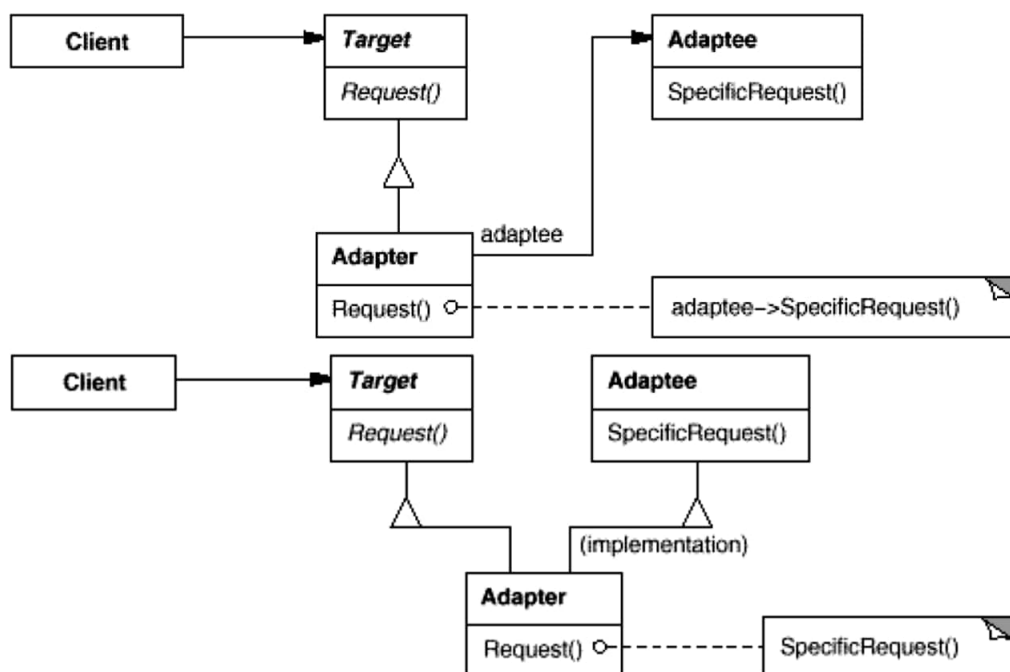 Client
Target
Request()
Adaptee
SpecificRequest()
adaptee
Adapter
Request()
adaptee->SpecificRequest()
Client
Target
Request()
Adaptee
SpecificRequest()
(implementation)
Adapter
Request()
SpecificRequest()